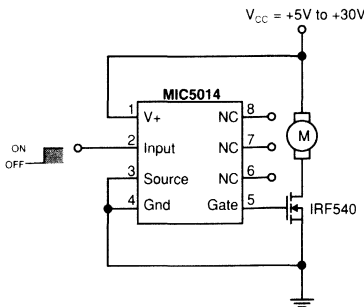 V_CC = +5V to +30V
MIC5014
1 V+ NC 8
ON
OFF
2 Input NC 7
3 Source NC 6
4 Gnd Gate 5
M
IRF540